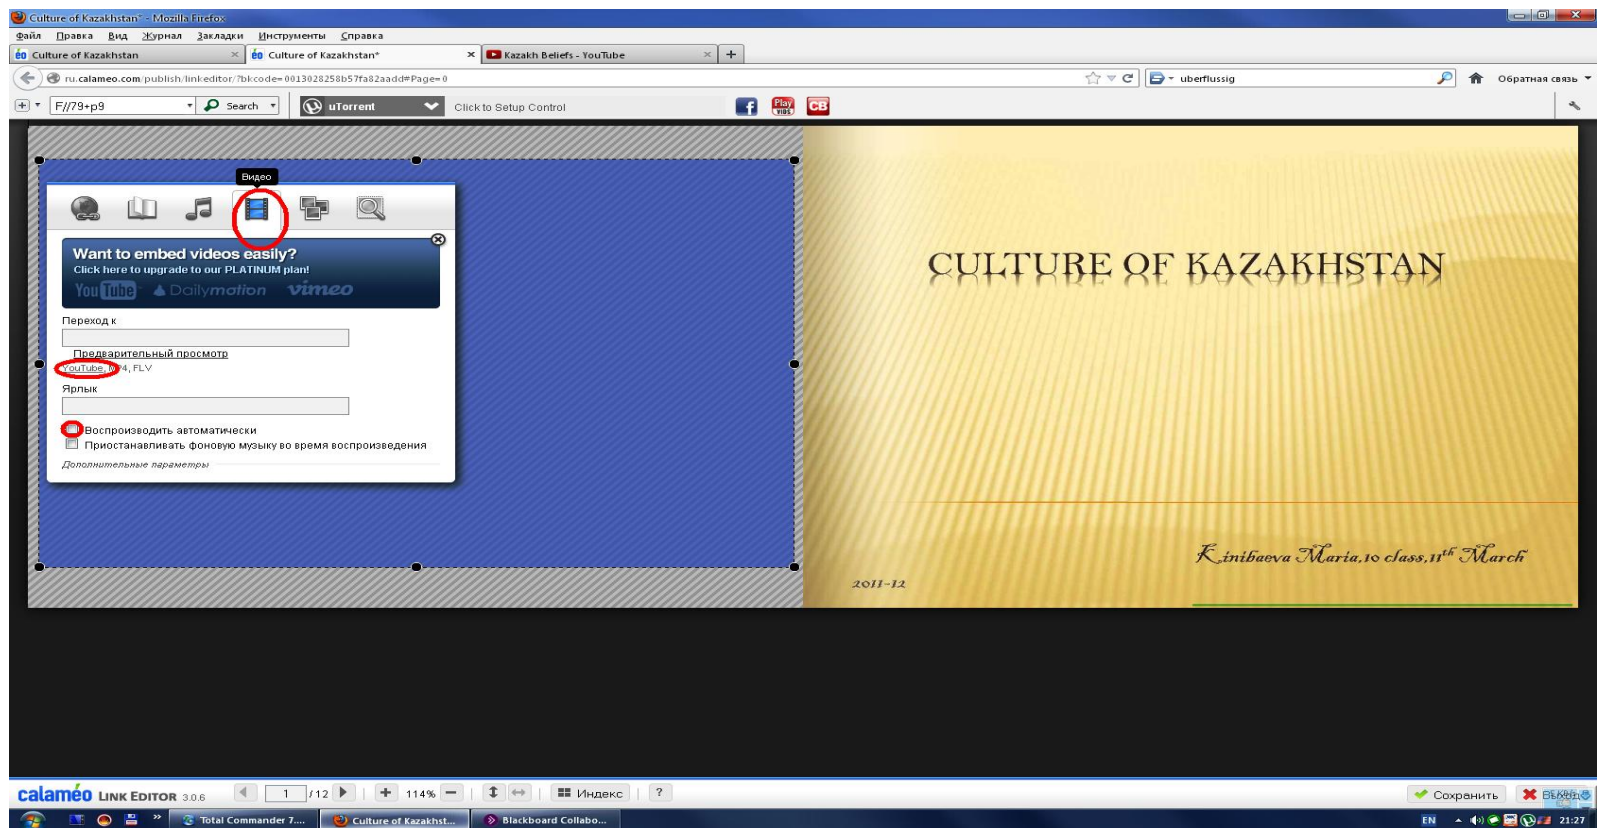 Culture of Kazakhstan* - Mozilla Firefox
Файл Правка Вид Журнал Закладки Инструменты Справка
éo Culture of Kazakhstan × éo Culture of Kazakhstan* × Kazakh Beliefs - YouTube × +
ru.calameo.com/publish/linkeditor/?bkcode=0013028258b57fa82aadd#Page=0
uberflussig
Обратная связь
F//79+p9 Search uTorrent Click to Setup Control f Play VIBS CB
Видео
Want to embed videos easily?
Click here to upgrade to our PLATINUM plan!
YouTube Dailymotion vimeo
Переход к
Предварительный просмотр
YouTube, MP4, FLV
Ярлык
Воспроизводить автоматически
Приостанавливать фоновую музыку во время воспроизведения
Дополнительные параметры
CULTURE OF KAZAKHSTAN
Kinibaeva Maria,10 class,11th March
2011-12
calaméo LINK EDITOR 3.0.6 1 /12 114% Индекс ? Сохранить
Total Commander 7.... Culture of Kazakhst... Blackboard Collabo... EN 21:27